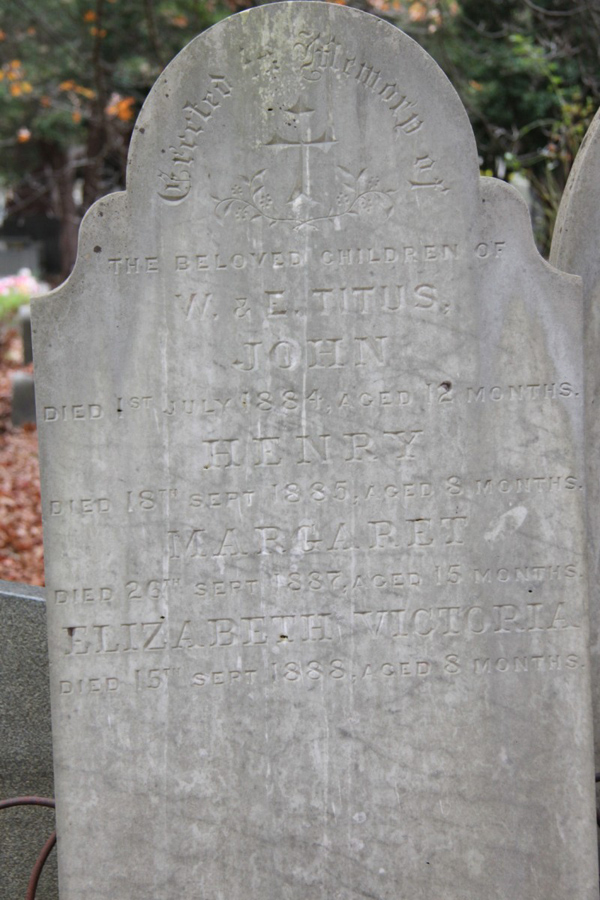 Erected in Memory of
THE BELOVED CHILDREN OF
W. & E. TITUS,
JOHN
DIED 1ST JULY 1884, AGED 12 MONTHS.
HENRY
DIED 18TH SEPT 1885, AGED 8 MONTHS.
MARGARET
DIED 20TH SEPT 1887, AGED 15 MONTHS.
ELIZABETH VICTORIA
DIED 15TH SEPT 1888, AGED 8 MONTHS.